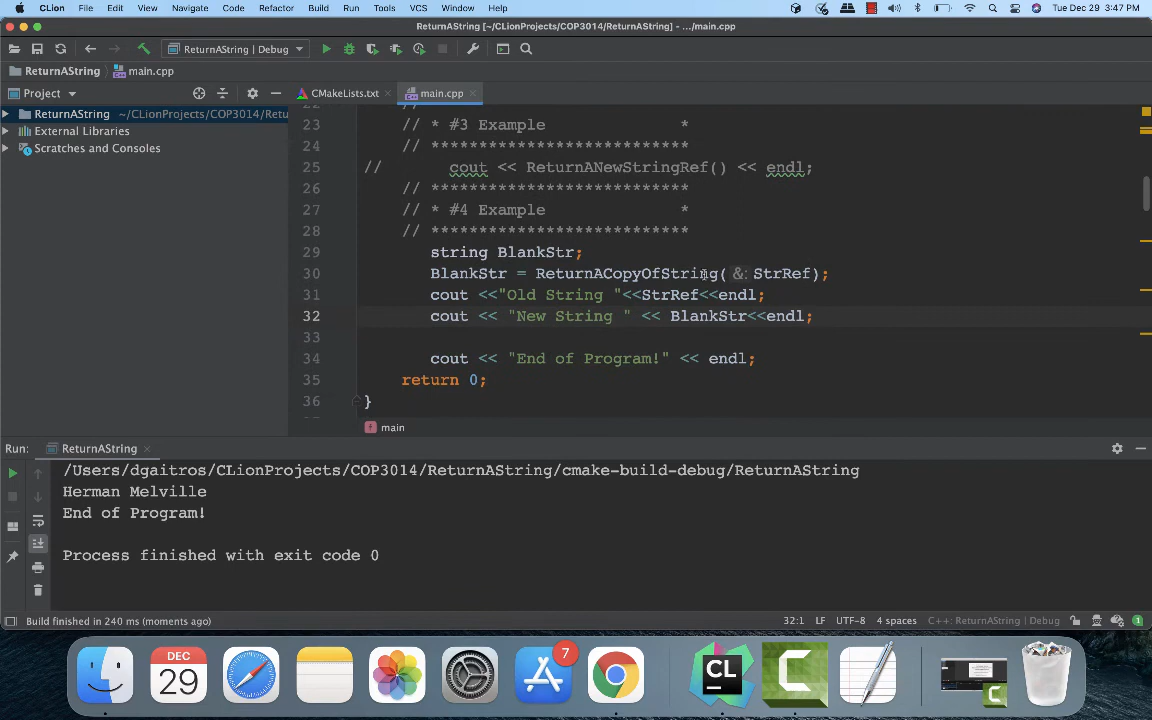 CLion File Edit View Navigate Code Refactor Build Run Tools VCS Window Help Tue Dec 29 3:47 PM
ReturnAString [~/CLionProjects/COP3014/ReturnAString] - .../main.cpp
ReturnAString | Debug
ReturnAString main.cpp
Project CMakeLists.txt main.cpp
ReturnAString ~/CLionProjects/COP3014/Retu
External Libraries
Scratches and Consoles
22 //
23 // * #3 Example *
24 // ***************************
25 // cout << ReturnANewStringRef() << endl;
26 // ***************************
27 // * #4 Example *
28 // ***************************
29 string BlankStr;
30 BlankStr = ReturnACopyOfString( &: StrRef);
31 cout <<"Old String "<<StrRef<<endl;
32 cout << "New String " << BlankStr<<endl;
33
34 cout << "End of Program!" << endl;
35 return 0;
36 }
main
Run: ReturnAString
/Users/dgaitros/CLionProjects/COP3014/ReturnAString/cmake-build-debug/ReturnAString
Herman Melville
End of Program!
Process finished with exit code 0
Build finished in 240 ms (moments ago) 32:1 LF UTF-8 4 spaces C++: ReturnAString | Debug 1
DEC
29
7
CL
C
C